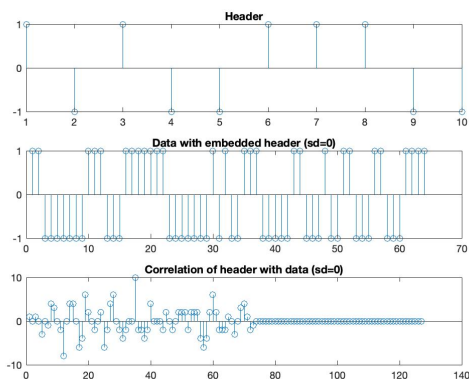 Header
1
0
-1
1 2 3 4 5 6 7 8 9 10
Data with embedded header (sd=0)
1
0
-1
0 10 20 30 40 50 60 70
Correlation of header with data (sd=0)
10
0
-10
0 20 40 60 80 100 120 140